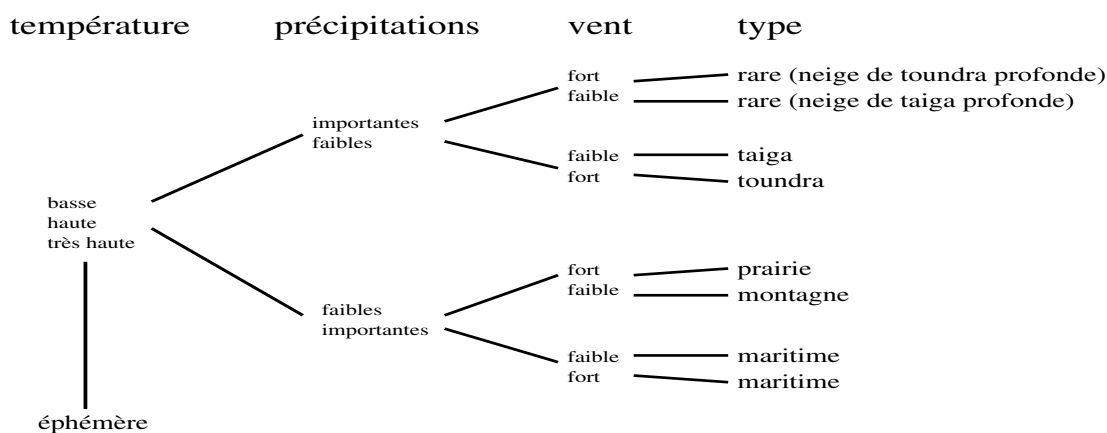 température précipitations vent type
fort
faible
rare (neige de toundra profonde)
rare (neige de taiga profonde)
importantes
faibles
faible
fort
taiga
toundra
basse
haute
très haute
fort
faible
prairie
montagne
faibles
importantes
faible
fort
maritime
maritime
éphémère